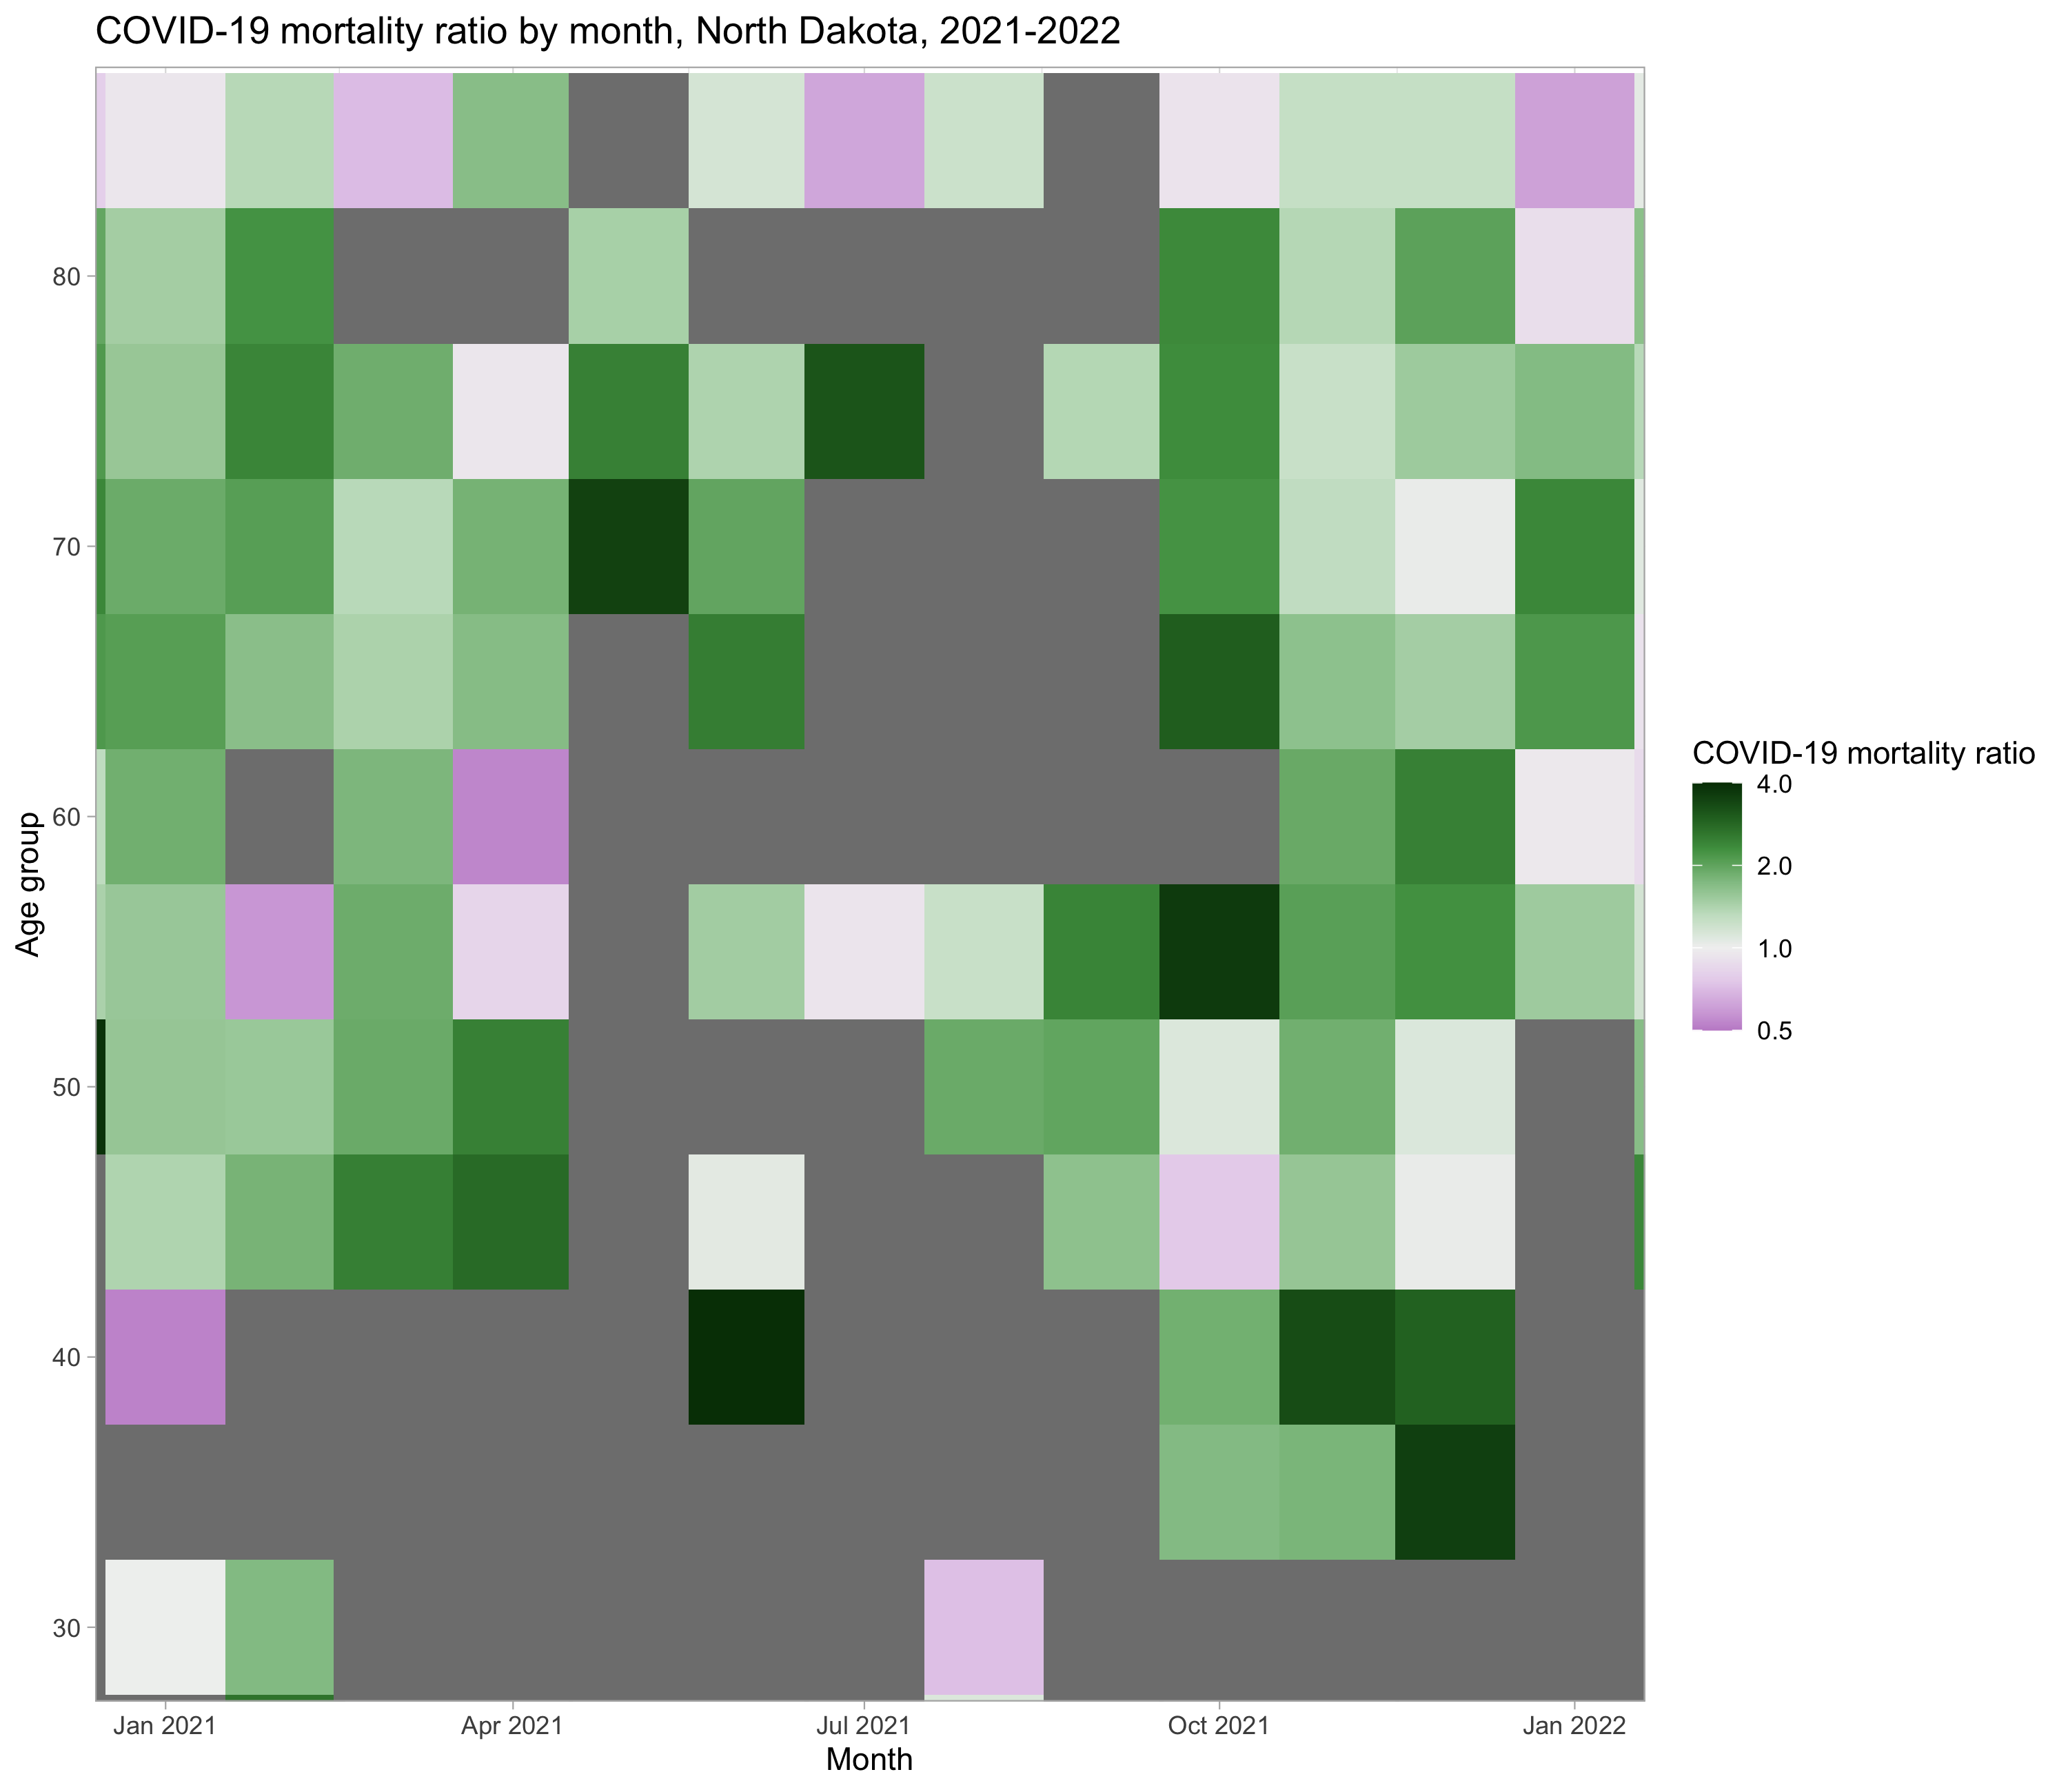 COVID-19 mortality ratio by month, North Dakota, 2021-2022
80
70
60
50
40
30
Age group
Jan 2021
Apr 2021
Jul 2021
Oct 2021
Jan 2022
Month
COVID-19 mortality ratio
4.0
2.0
1.0
0.5